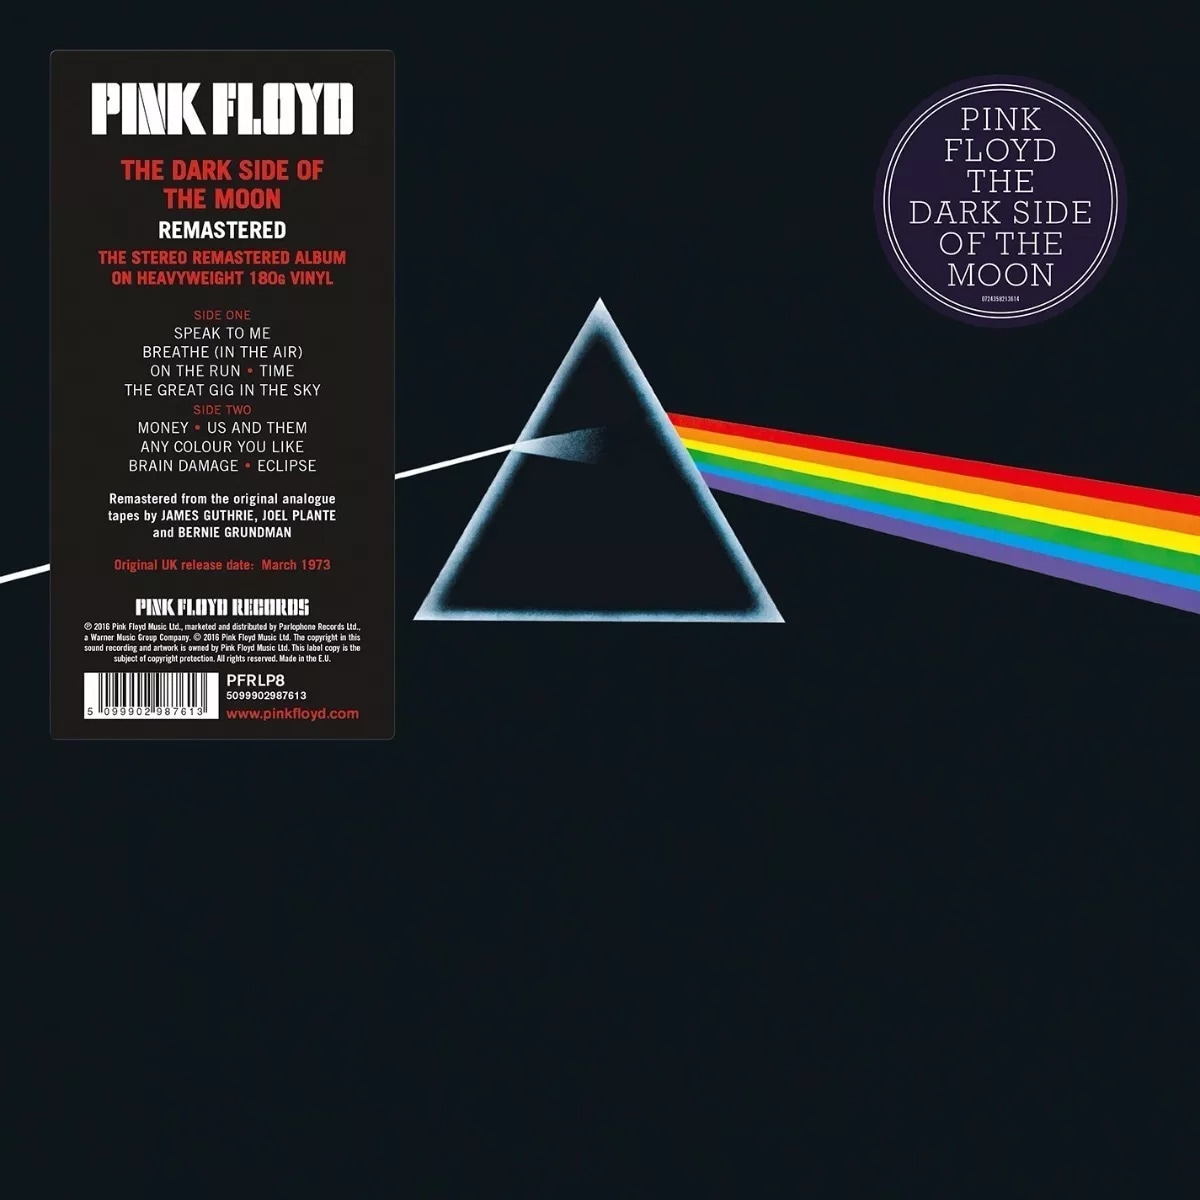 PINK FLOYD
THE DARK SIDE OF
THE MOON
REMASTERED
THE STEREO REMASTERED ALBUM
ON HEAVYWEIGHT 180G VINYL
SIDE ONE
SPEAK TO ME
BREATHE (IN THE AIR)
ON THE RUN • TIME
THE GREAT GIG IN THE SKY
SIDE TWO
MONEY • US AND THEM
ANY COLOUR YOU LIKE
BRAIN DAMAGE • ECLIPSE
Remastered from the original analogue
tapes by JAMES GUTHRIE, JOEL PLANTE
and BERNIE GRUNDMAN
Original UK release date: March 1973
PINK FLOYD RECORDS
℗ 2016 Pink Floyd Music Ltd., marketed and distributed by Parlophone Records Ltd.,
a Warner Music Group Company. © 2016 Pink Floyd Music Ltd. The copyright in this
sound recording and artwork is owned by Pink Floyd Music Ltd. This label copy is the
subject of copyright protection. All rights reserved. Made in the E.U.
PFRLP8
5099902987613
www.pinkfloyd.com
5 099902 987613
PINK
FLOYD
THE
DARK SIDE
OF THE
MOON